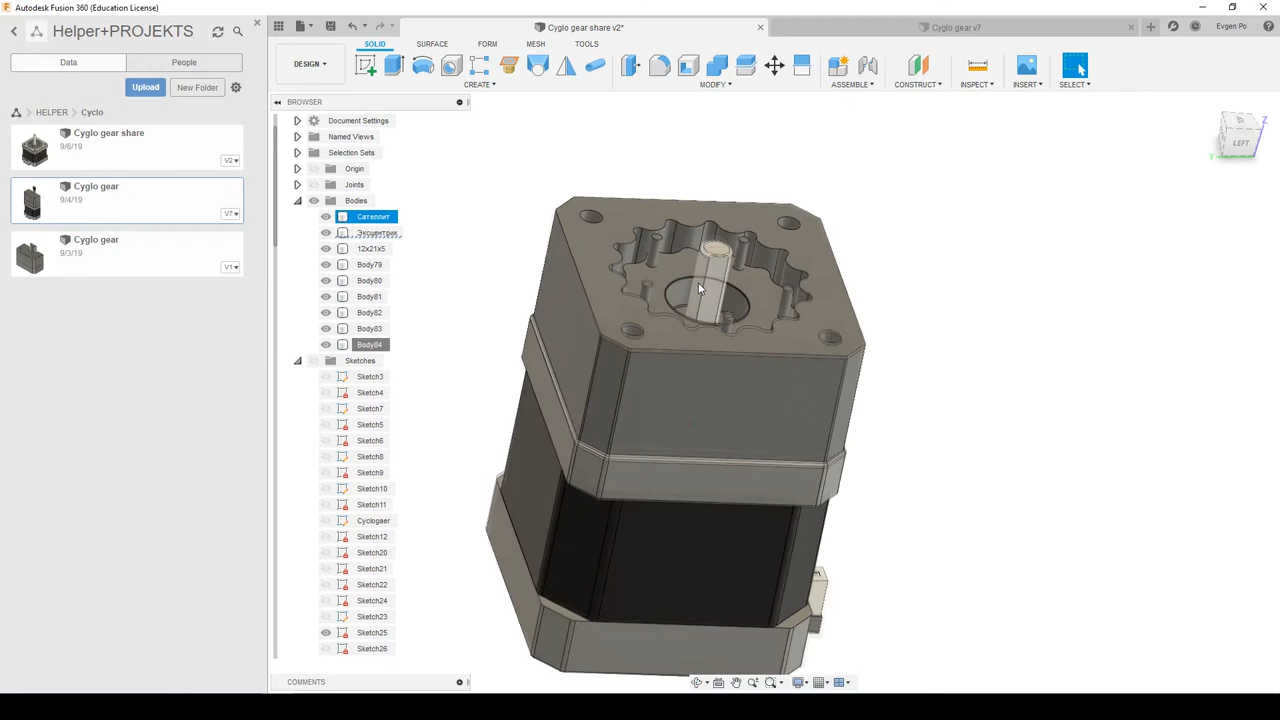 Autodesk Fusion 360 (Education License)
Helper+PROJEKTS
Data
People
Upload
New Folder
HELPER
Cyclo
Cyglo gear share
9/6/19
V2
Cyglo gear
9/4/19
V7
Cyglo gear
9/3/19
V1
Cyglo gear share v2*
Cyglo gear v7
Evgen Po
SOLID
SURFACE
FORM
MESH
TOOLS
DESIGN
CREATE
MODIFY
ASSEMBLE
CONSTRUCT
INSPECT
INSERT
SELECT
BROWSER
Document Settings
Named Views
Selection Sets
Origin
Joints
Bodies
Сателлит
Эксцентрик
12x21x5
Body79
Body80
Body81
Body82
Body83
Body84
Sketches
Sketch3
Sketch4
Sketch7
Sketch5
Sketch6
Sketch8
Sketch9
Sketch10
Sketch11
Cyclogaer
Sketch12
Sketch20
Sketch21
Sketch22
Sketch24
Sketch23
Sketch25
Sketch26
COMMENTS
LEFT
Z
Y